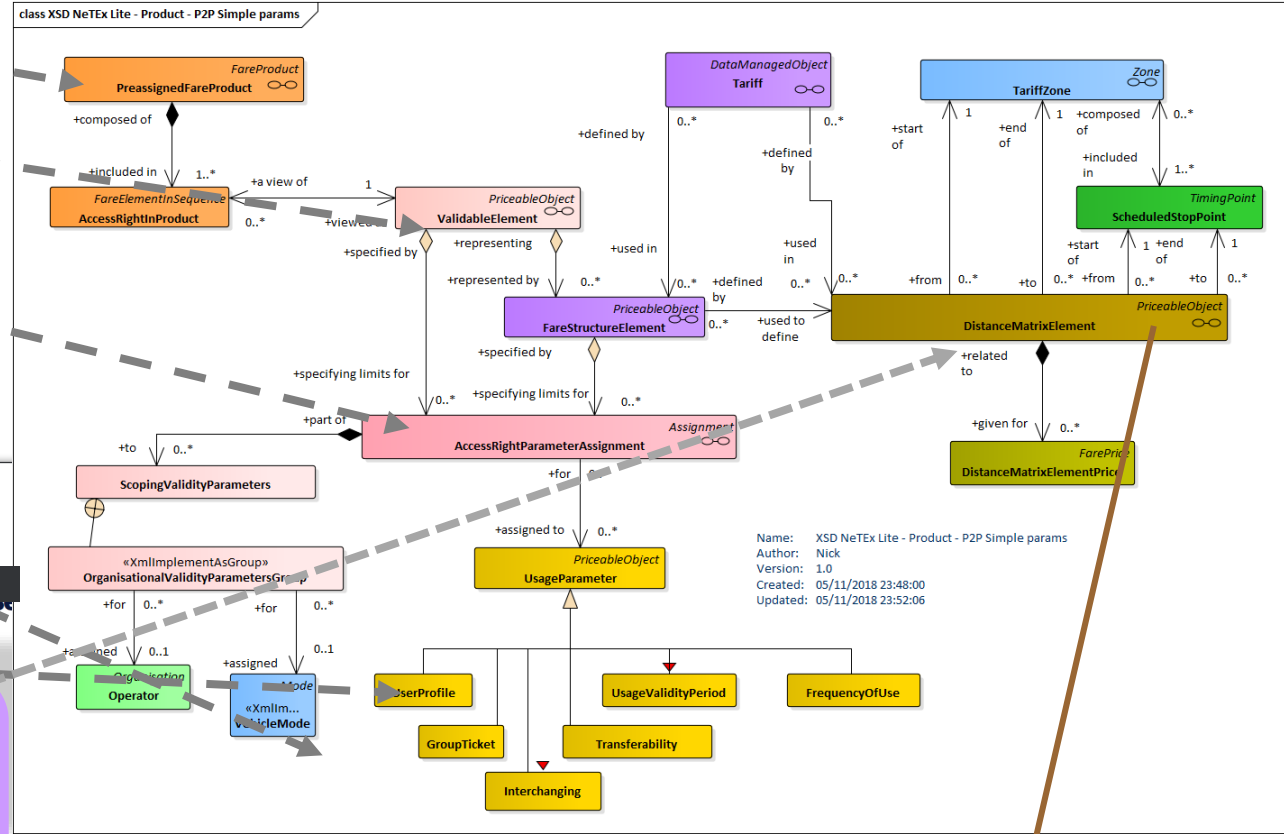 class XSD NeTEx Lite - Product - P2P Simple params
FareProduct
PreassignedFareProduct
+composed of
+included in
1..*
FareElementInSequence
AccessRightInProduct
+a view of
1
0..*
PriceableObject
ValidableElement
+specified by
+representing
+represented by
0..*
DataManagedObject
Tariff
0..*
0..*
+defined by
+defined
by
+used in
+used
in
0..*
0..*
0..*
Zone
TariffZone
+start
of
1
+end
of
1
+composed
of
0..*
+included
in
1..*
TimingPoint
ScheduledStopPoint
+start
of
1
+end
of
1
+from
0..*
+to
0..*
+from
0..*
+to
0..*
PriceableObject
FareStructureElement
+defined
by
0..*
+used to
define
PriceableObject
DistanceMatrixElement
+specified by
+specifying limits for
0..*
+specifying limits for
0..*
+related
to
+given for
0..*
FarePrice
DistanceMatrixElementPrice
Assignment
AccessRightParameterAssignment
+part of
+to
0..*
ScopingValidityParameters
+for
+assigned to
0..*
PriceableObject
UsageParameter
«XmlImplementAsGroup»
OrganisationalValidityParametersGroup
+for
0..*
+for
0..*
0..1
+assigned
0..1
Organisation
Operator
Mode
«XmlIm...
VehicleMode
UserProfile
UsageValidityPeriod
FrequencyOfUse
GroupTicket
Transferability
Interchanging
Name: XSD NeTEx Lite - Product - P2P Simple params
Author: Nick
Version: 1.0
Created: 05/11/2018 23:48:00
Updated: 05/11/2018 23:52:06